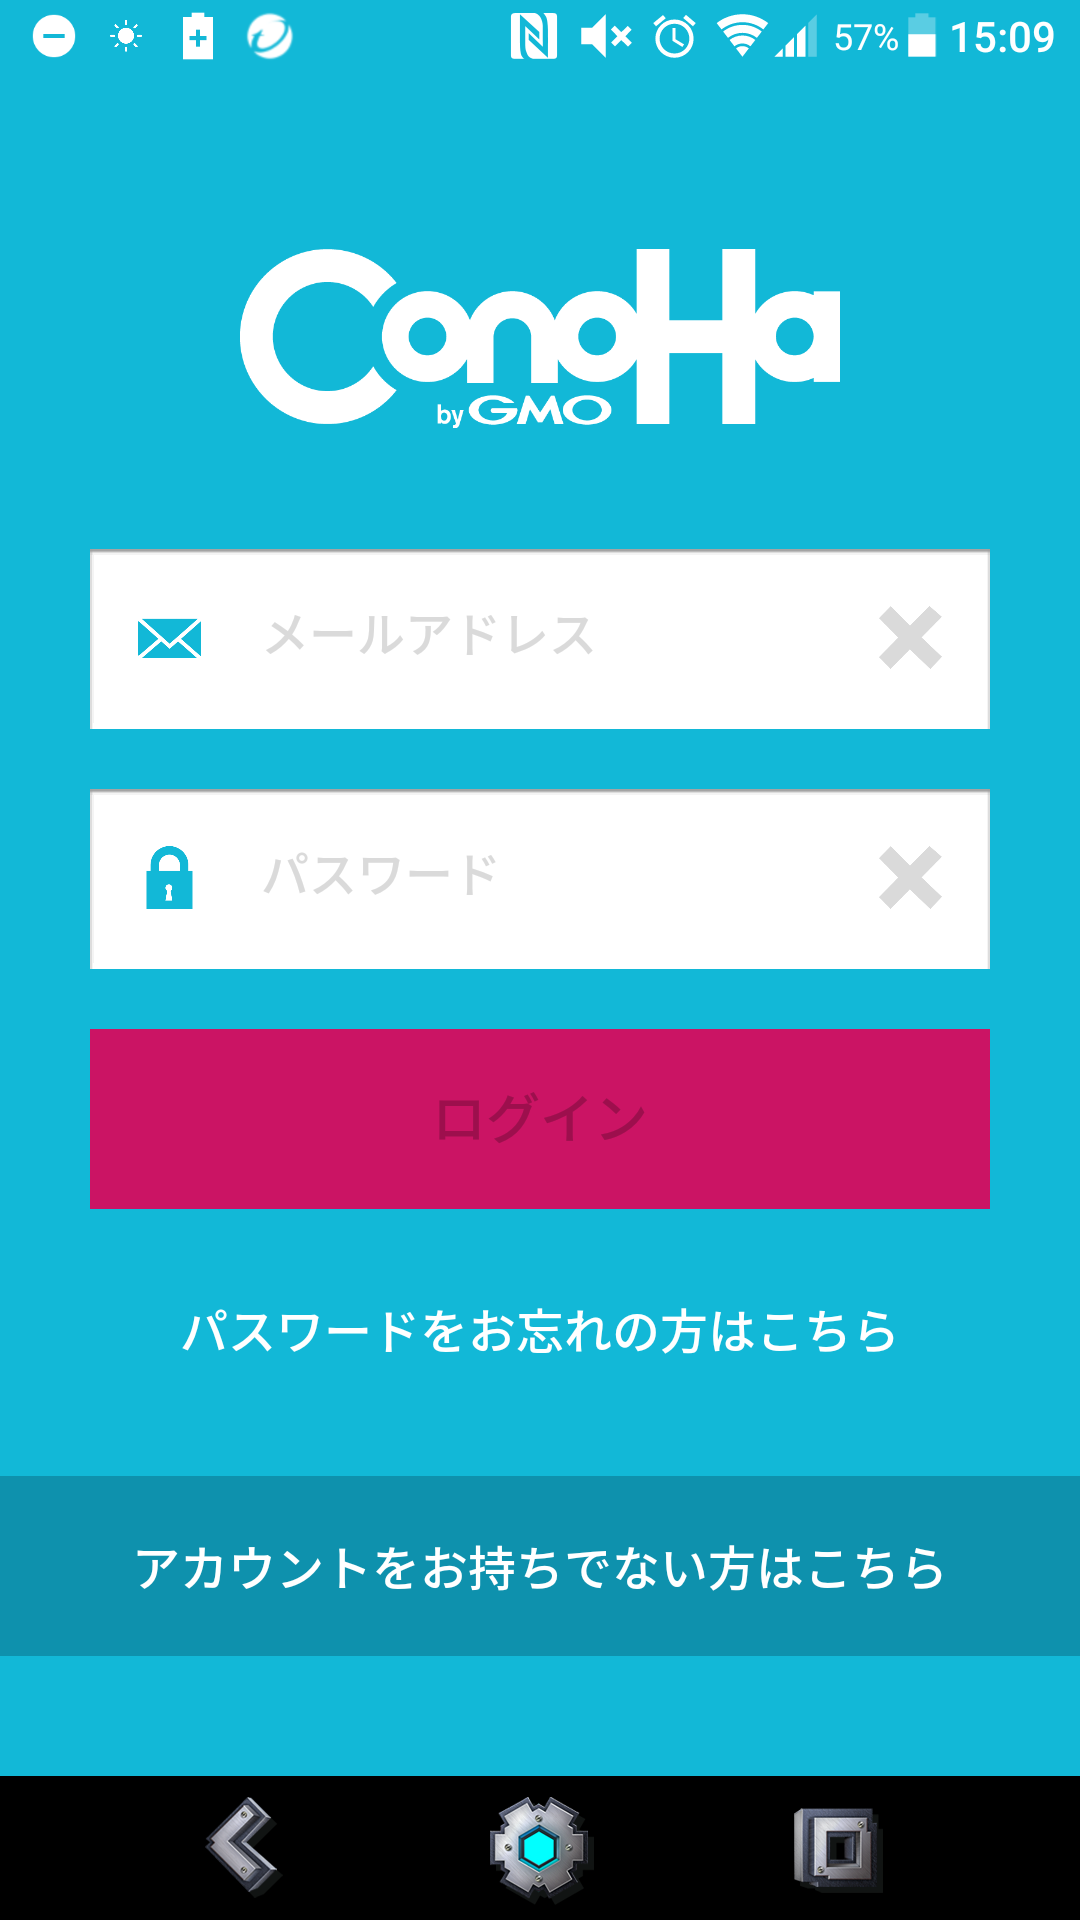 57% 15:09
ConoHa
by GMO
メールアドレス
パスワード
ログイン
パスワードをお忘れの方はこちら
アカウントをお持ちでない方はこちら